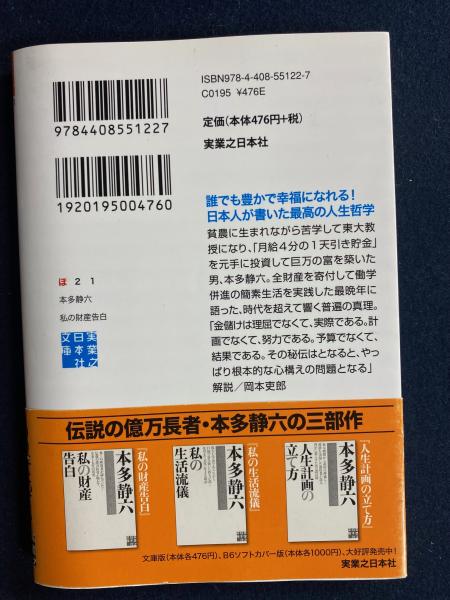 ISBN978-4-408-55122-7
C0195 ¥476E
定価(本体476円+税)
実業之日本社
9784408551227
1920195004760
誰でも豊かで幸福になれる!
日本人が書いた最高の人生哲学
貧農に生まれながら苦学して東大教
授になり、「月給4分の1天引き貯金」
を元手に投資して巨万の富を築いた
男、本多静六。全財産を寄付して働学
併進の簡素生活を実践した最晩年に
語った、時代を超えて響く普遍の真理。
「金儲けは理屈でなくて、実際である。計
画でなくて、努力である。予算でなくて、
結果である。その秘伝はとなると、やっ
ぱり根本的な心構えの問題となる」
解説/岡本吏郎
ほ 2 1
本多静六
私の財産告白
実業之
日本社
文庫
伝説の億万長者・本多静六の三部作
『私の財産告白』
本多静六
私の財産
告白
『私の生活流儀』
本多静六
私の
生活流儀
『人生計画の立て方』
本多静六
人生計画の
立て方
文庫版(本体各476円)、B6ソフトカバー版(本体各1000円)、大好評発売中!
実業之日本社